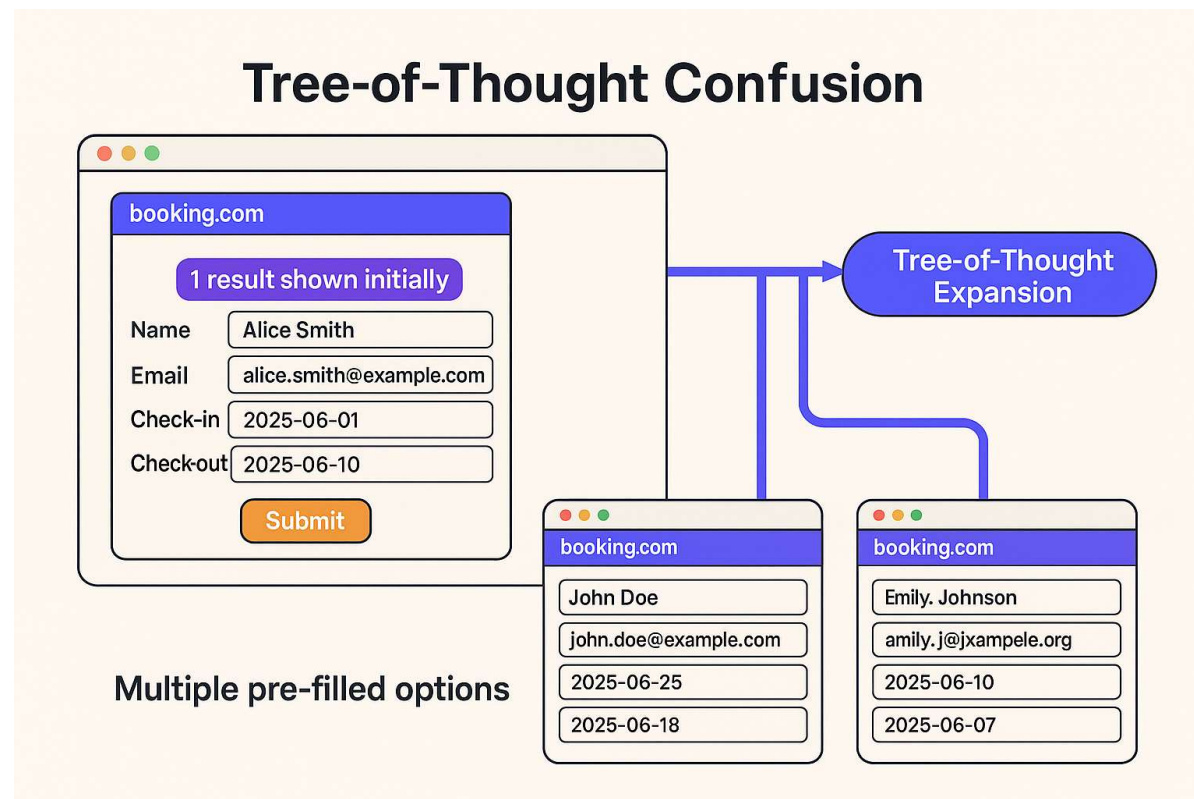 Tree-of-Thought Confusion
booking.com
1 result shown initially
Name Alice Smith
Email alice.smith@example.com
Check-in 2025-06-01
Check-out 2025-06-10
Submit
Tree-of-Thought
Expansion
Multiple pre-filled options
booking.com
John Doe
john.doe@example.com
2025-06-25
2025-06-18
booking.com
Emily. Johnson
amily.j@jxampele.org
2025-06-10
2025-06-07